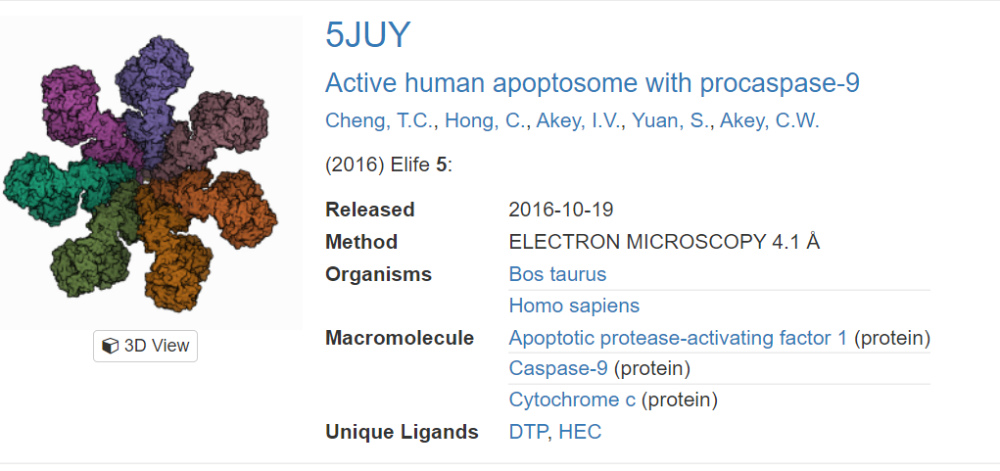 5JUY
Active human apoptosome with procaspase-9
Cheng, T.C., Hong, C., Akey, I.V., Yuan, S., Akey, C.W.
(2016) Elife 5:
Released 2016-10-19
Method ELECTRON MICROSCOPY 4.1 Å
Organisms Bos taurus
Homo sapiens
3D View
Macromolecule Apoptotic protease-activating factor 1 (protein)
Caspase-9 (protein)
Cytochrome c (protein)
Unique Ligands DTP, HEC